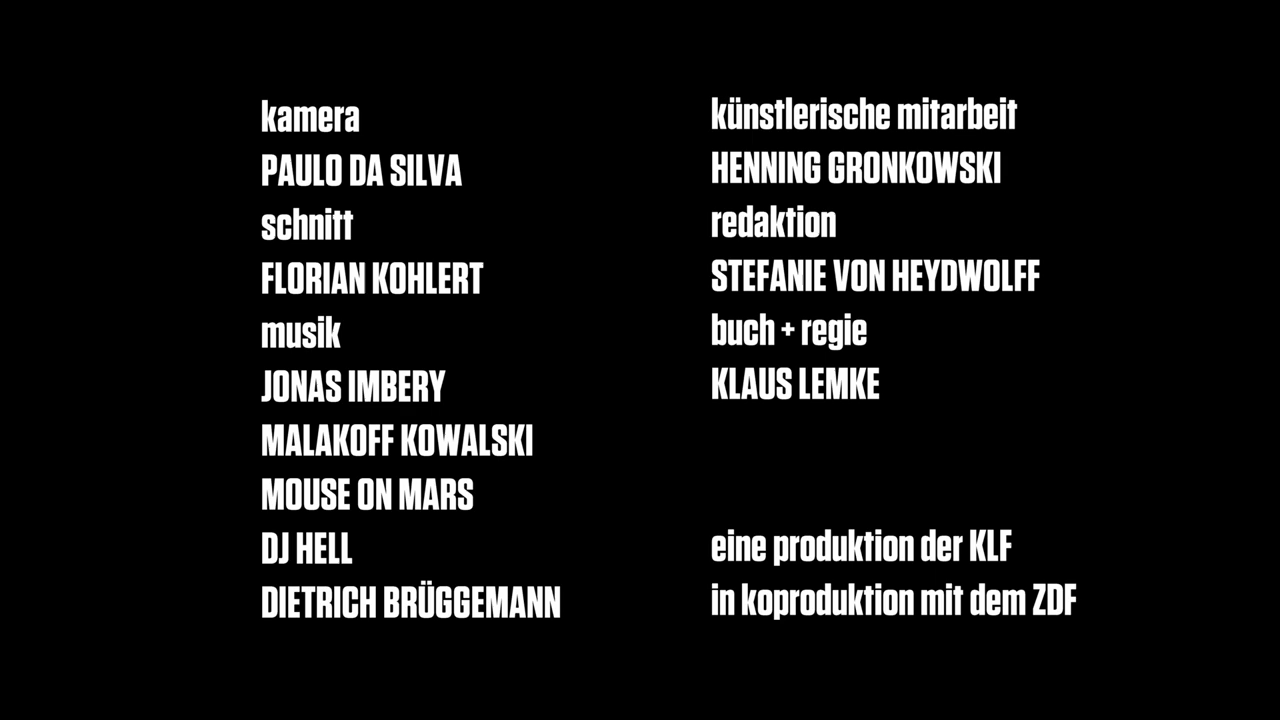 kamera
PAULO DA SILVA
schnitt
FLORIAN KOHLERT
musik
JONAS IMBERY
MALAKOFF KOWALSKI
MOUSE ON MARS
DJ HELL
DIETRICH BRÜGGEMANN
künstlerische mitarbeit
HENNING GRONKOWSKI
redaktion
STEFANIE VON HEYDWOLFF
buch + regie
KLAUS LEMKE
eine produktion der KLF
in koproduktion mit dem ZDF